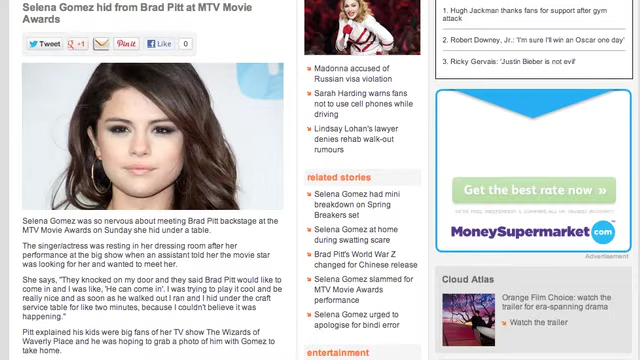 Selena Gomez hid from Brad Pitt at MTV Movie
Awards
Tweet
+1
Pin it
Like
0
Selena Gomez was so nervous about meeting Brad Pitt backstage at the
MTV Movie Awards on Sunday she hid under a table.
The singer/actress was resting in her dressing room after her
performance at the big show when an assistant told her the movie star
was looking for her and wanted to meet her.
She says, "They knocked on my door and they said Brad Pitt would like to
come in and I was like, 'He can come in'. I was trying to play it cool and be
really nice and as soon as he walked out I ran and I hid under the craft
service table for like two minutes, because I couldn't believe it was
happening."
Pitt explained his kids were big fans of her TV show The Wizards of
Waverly Place and he was hoping to grab a photo of him with Gomez to
take home.
Madonna accused of
Russian visa violation
Sarah Harding warns fans
not to use cell phones while
driving
Lindsay Lohan's lawyer
denies rehab walk-out
rumours
related stories
Selena Gomez had mini
breakdown on Spring
Breakers set
Selena Gomez at home
during swatting scare
Brad Pitt's World War Z
changed for Chinese release
Selena Gomez slammed for
MTV Movie Awards
performance
Selena Gomez urged to
apologise for bindi error
entertainment
1. Hugh Jackman thanks fans for support after gym
attack
2. Robert Downey, Jr.: 'I'm sure I'll win an Oscar one day'
3. Ricky Gervais: 'Justin Bieber is not evil'
Get the best rate now »
MoneySupermarket.com
Advertisement
Cloud Atlas
Orange Film Choice: watch the
trailer for era-spanning drama
Watch the trailer